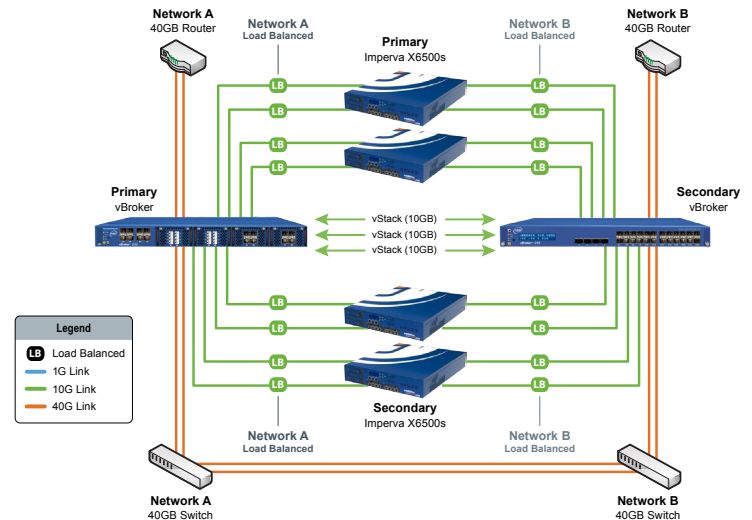 Network A
40GB Router
Network A
Load Balanced
Primary
Imperva X6500s
Network B
Load Balanced
Network B
40GB Router
LB
LB
LB
LB
LB
LB
LB
LB
Primary
vBroker
vStack (10GB)
vStack (10GB)
vStack (10GB)
Secondary
vBroker
LB
LB
LB
LB
LB
LB
LB
LB
Legend
LB Load Balanced
1G Link
10G Link
40G Link
Secondary
Imperva X6500s
Network A
Load Balanced
Network B
Load Balanced
Network A
40GB Switch
Network B
40GB Switch